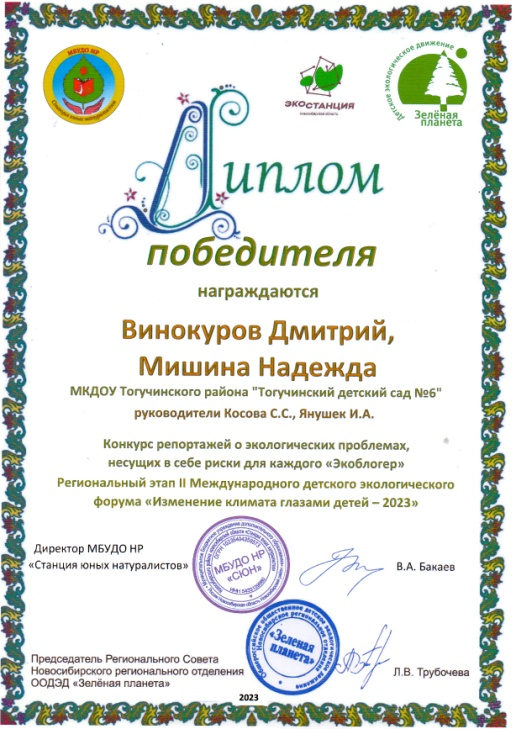 МБУДО НР
Станция юных натуралистов
ЭКОСТАНЦИЯ
Детское экологическое движение
Зелёная
планета
Диплом
победителя
награждаются
Винокуров Дмитрий,
Мишина Надежда
МКДОУ Тогучинского района "Тогучинский детский сад №6"
руководители Косова С.С., Янушек И.А.
Конкурс репортажей о экологических проблемах,
несущих в себе риски для каждого «Экоблогер»
Региональный этап II Международного детского экологического
форума «Изменение климата глазами детей – 2023»
Директор МБУДО НР
«Станция юных натуралистов»
МБУДО НР
«СЮН»
В.А. Бакаев
«Зеленая
планета»
Председатель Регионального Совета
Новосибирского регионального отделения
ООДЭД «Зелёная планета»
Л.В. Трубочева
2023